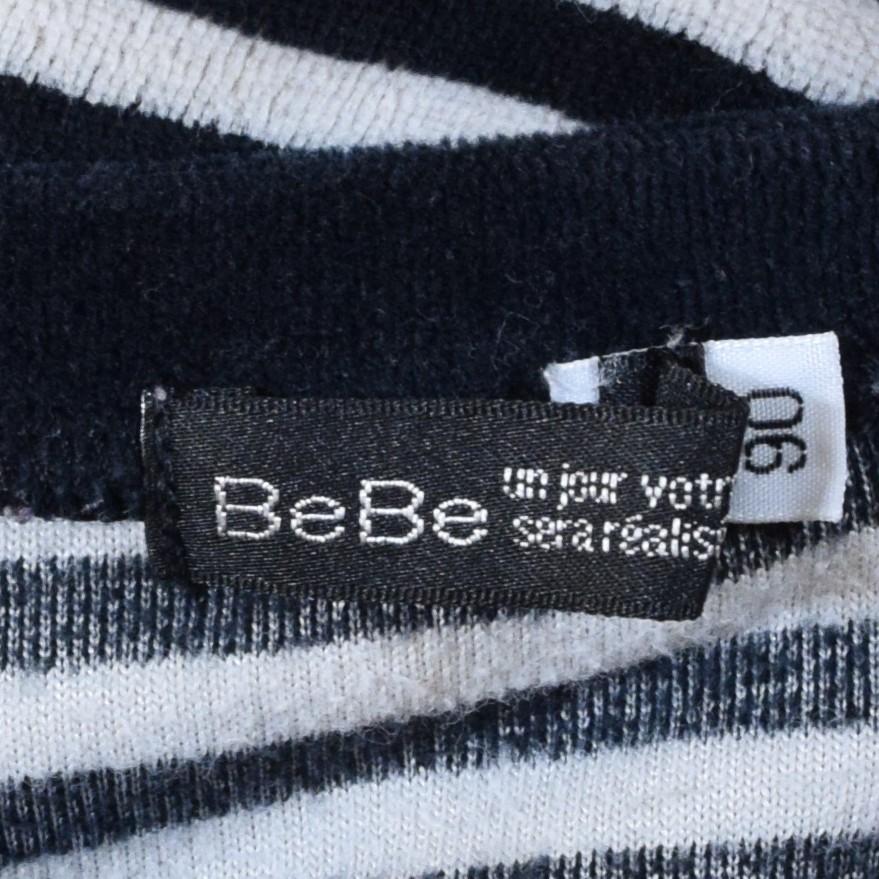 BeBe
un jour votr
sera réalis
90